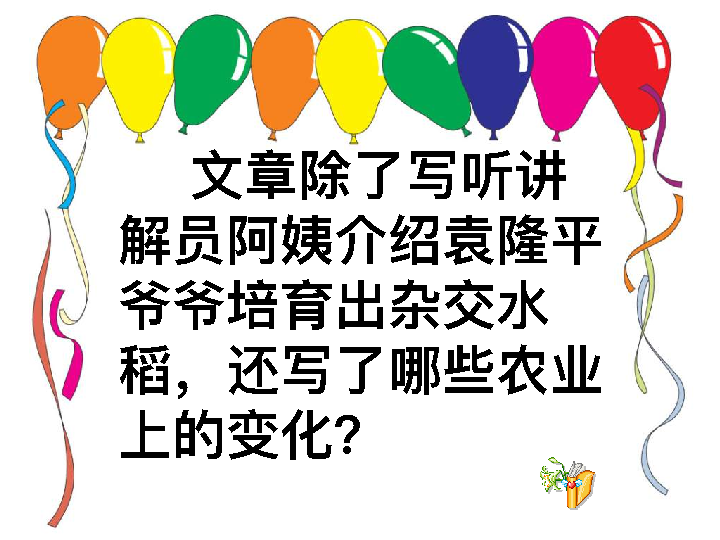 文章除了写听讲
解员阿姨介绍袁隆平
爷爷培育出杂交水
稻，还写了哪些农业
上的变化？